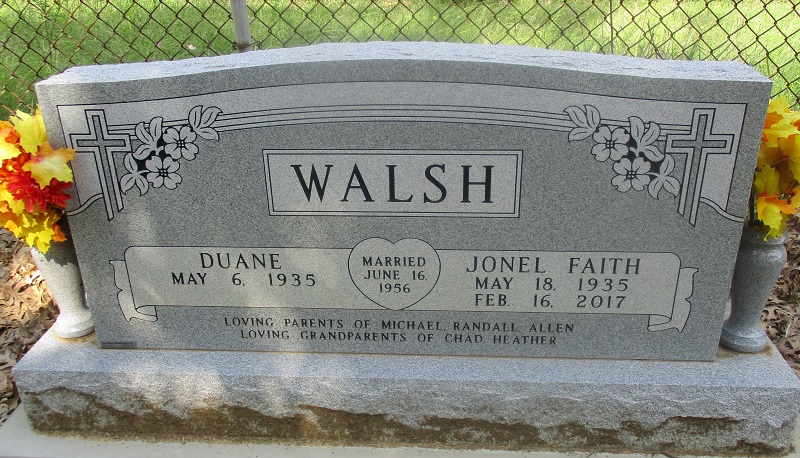 WALSH
DUANE
MAY 6, 1935
MARRIED
JUNE 16,
1956
JONEL FAITH
MAY 18, 1935
FEB. 16, 2017
LOVING PARENTS OF MICHAEL, RANDALL, ALLEN
LOVING GRANDPARENTS OF CHAD, HEATHER